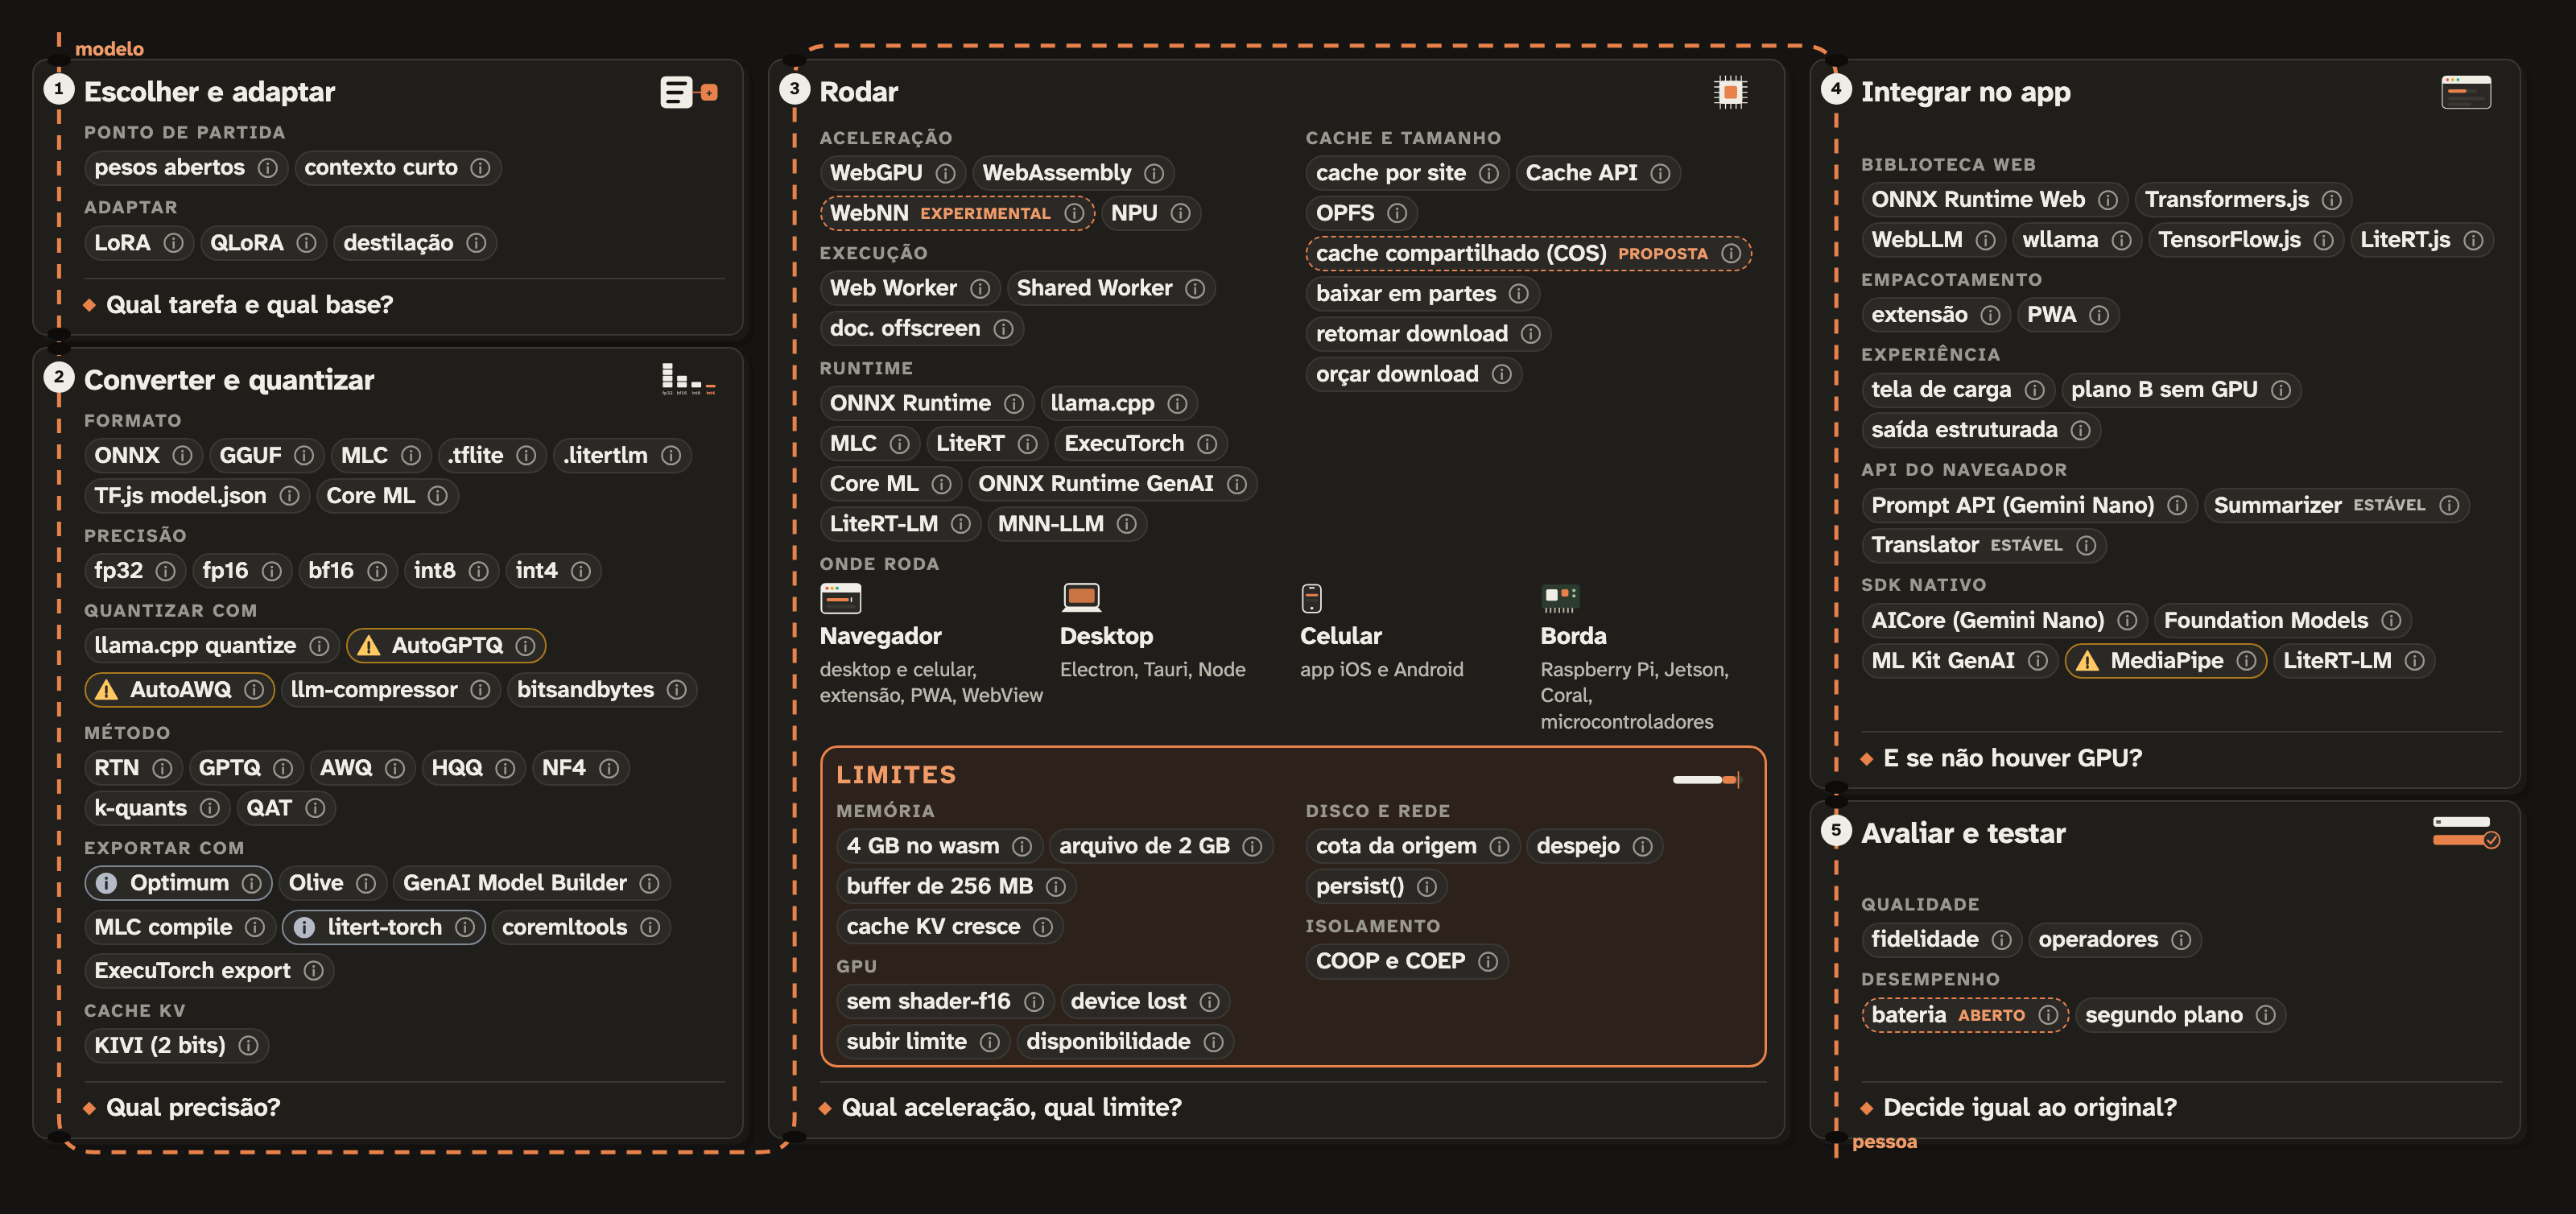 modelo
1 Escolher e adaptar
PONTO DE PARTIDA
pesos abertos contexto curto
ADAPTAR
LoRA QLoRA destilação
Qual tarefa e qual base?
2 Converter e quantizar
fp32 bf16 int8 int4
FORMATO
ONNX GGUF MLC .tflite .litertlm
TF.js model.json Core ML
PRECISÃO
fp32 fp16 bf16 int8 int4
QUANTIZAR COM
llama.cpp quantize AutoGPTQ
AutoAWQ llm-compressor bitsandbytes
MÉTODO
RTN GPTQ AWQ HQQ NF4
k-quants QAT
EXPORTAR COM
Optimum Olive GenAI Model Builder
MLC compile litert-torch coremltools
ExecuTorch export
CACHE KV
KIVI (2 bits)
Qual precisão?
3 Rodar
ACELERAÇÃO
WebGPU WebAssembly
WebNN EXPERIMENTAL NPU
EXECUÇÃO
Web Worker Shared Worker
doc. offscreen
RUNTIME
ONNX Runtime llama.cpp
MLC LiteRT ExecuTorch
Core ML ONNX Runtime GenAI
LiteRT-LM MNN-LLM
CACHE E TAMANHO
cache por site Cache API
OPFS
cache compartilhado (COS) PROPOSTA
baixar em partes
retomar download
orçar download
ONDE RODA
Navegador
desktop e celular,
extensão, PWA, WebView
Desktop
Electron, Tauri, Node
Celular
app iOS e Android
Borda
Raspberry Pi, Jetson,
Coral,
microcontroladores
LIMITES
MEMÓRIA
4 GB no wasm arquivo de 2 GB
buffer de 256 MB
cache KV cresce
GPU
sem shader-f16 device lost
subir limite disponibilidade
DISCO E REDE
cota da origem despejo
persist()
ISOLAMENTO
COOP e COEP
Qual aceleração, qual limite?
4 Integrar no app
BIBLIOTECA WEB
ONNX Runtime Web Transformers.js
WebLLM wllama TensorFlow.js LiteRT.js
EMPACOTAMENTO
extensão PWA
EXPERIÊNCIA
tela de carga plano B sem GPU
saída estruturada
API DO NAVEGADOR
Prompt API (Gemini Nano) Summarizer ESTÁVEL
Translator ESTÁVEL
SDK NATIVO
AICore (Gemini Nano) Foundation Models
ML Kit GenAI MediaPipe LiteRT-LM
E se não houver GPU?
5 Avaliar e testar
QUALIDADE
fidelidade operadores
DESEMPENHO
bateria ABERTO segundo plano
Decide igual ao original?
pessoa